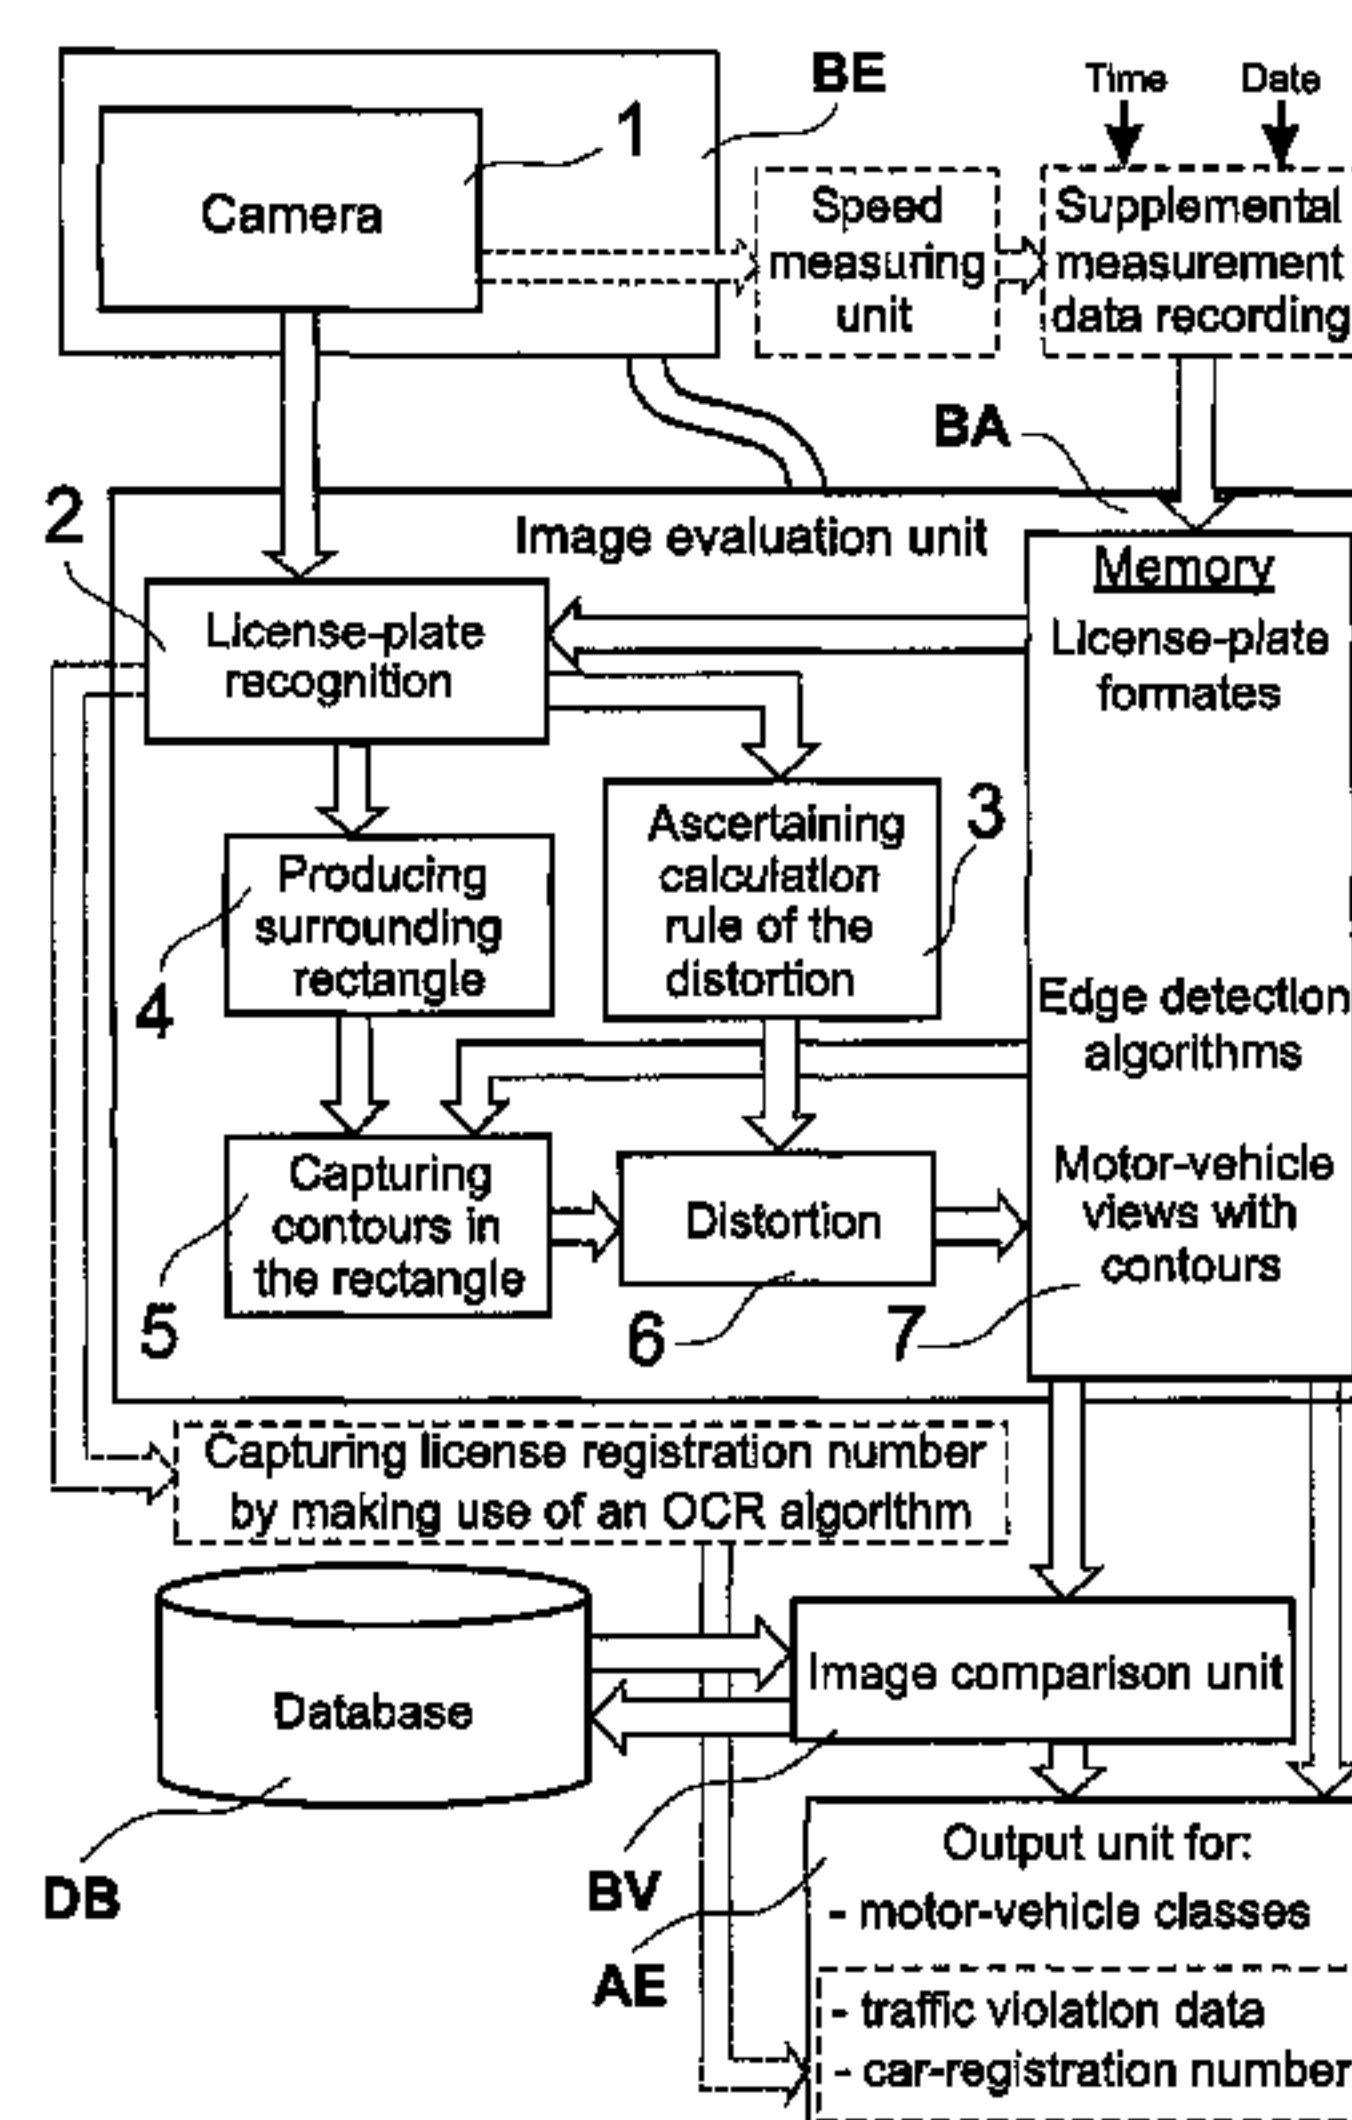 BE
Time
Date
1
Camera
Speed
measuring
unit
Supplemental
measurement
data recording
BA
2
Image evaluation unit
Memory
License-plate
recognition
License-plate
formates
Ascertaining
calculation
rule of the
distortion
3
Producing
surrounding
rectangle
4
Edge detection
algorithms
Capturing
contours in
the rectangle
5
Distortion
6
Motor-vehicle
views with
contours
7
Capturing license registration number
by making use of an OCR algorithm
Database
Image comparison unit
DB
BV
AE
Output unit for:
- motor-vehicle classes
- traffic violation data
- car-registration number